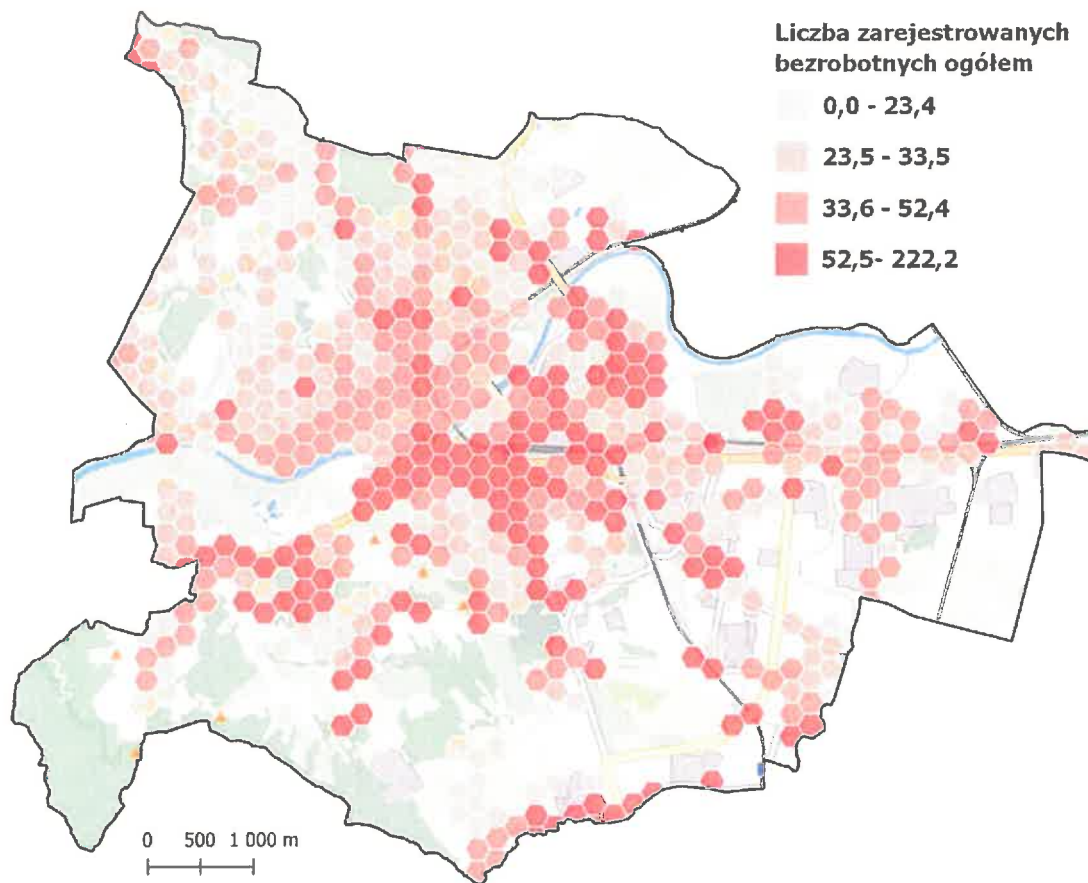 Liczba zarejestrowanych
bezrobotnych ogółem
0,0 - 23,4
23,5 - 33,5
33,6 - 52,4
52,5- 222,2
0 500 1 000 m